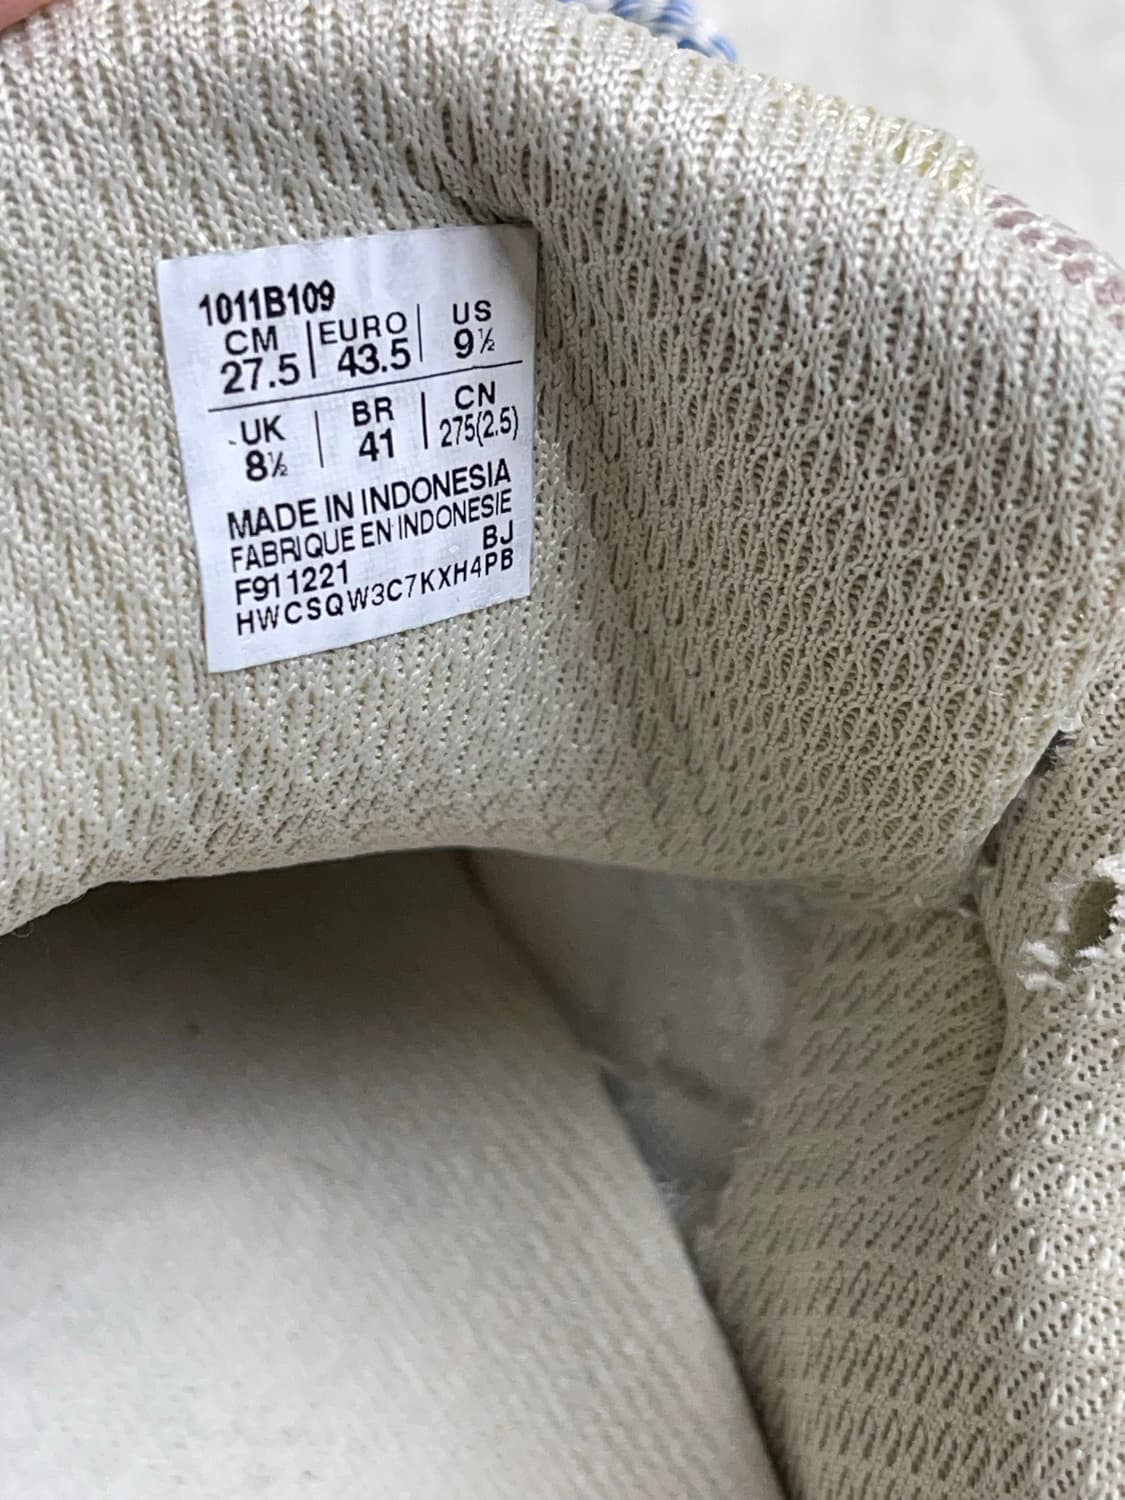 1011B109
CM | EURO | US
27.5 | 43.5 | 9½
UK | BR | CN
8½ | 41 | 275(2.5)
MADE IN INDONESIA
FABRIQUE EN INDONESIE
BJ
F911221
HWCSQW3C7KXH4PB